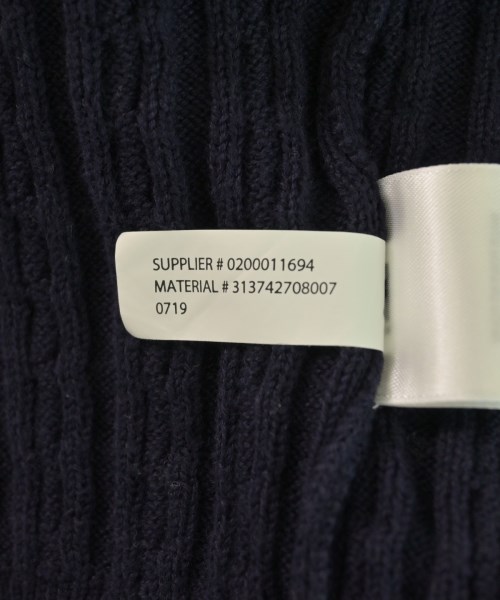 SUPPLIER # 0200011694
MATERIAL # 313742708007
0719